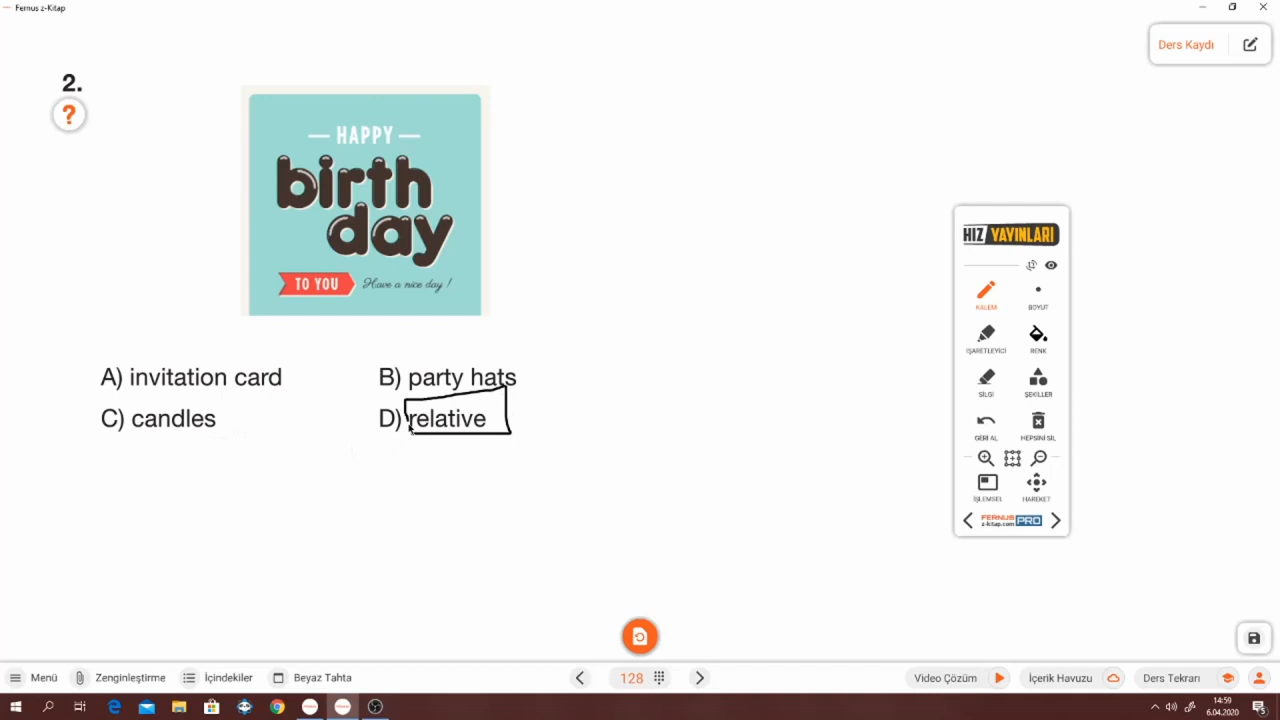 Fernus z-Kitap
Ders Kaydı
2.
?
HAPPY
birth
day
TO YOU
Have a nice day !
A) invitation card
B) party hats
C) candles
D) relative
HIZ YAYINLARI
KALEM
BOYUT
İŞARETLEYİCİ
RENK
SİLGİ
ŞEKİLLER
GERİ AL
HEPSİNİ SİL
İŞLEMSEL
HAREKET
FERNUS
z-kitap.com PRO
Menü
Zenginleştirme
İçindekiler
Beyaz Tahta
128
Video Çözüm
İçerik Havuzu
Ders Tekrarı
14:59
6.04.2020